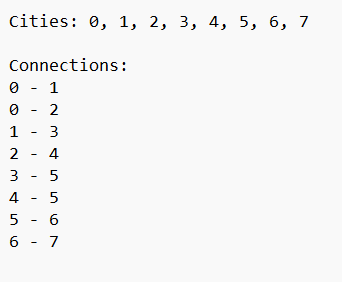 Cities: 0, 1, 2, 3, 4, 5, 6, 7
Connections:
0 - 1
0 - 2
1 - 3
2 - 4
3 - 5
4 - 5
5 - 6
6 - 7